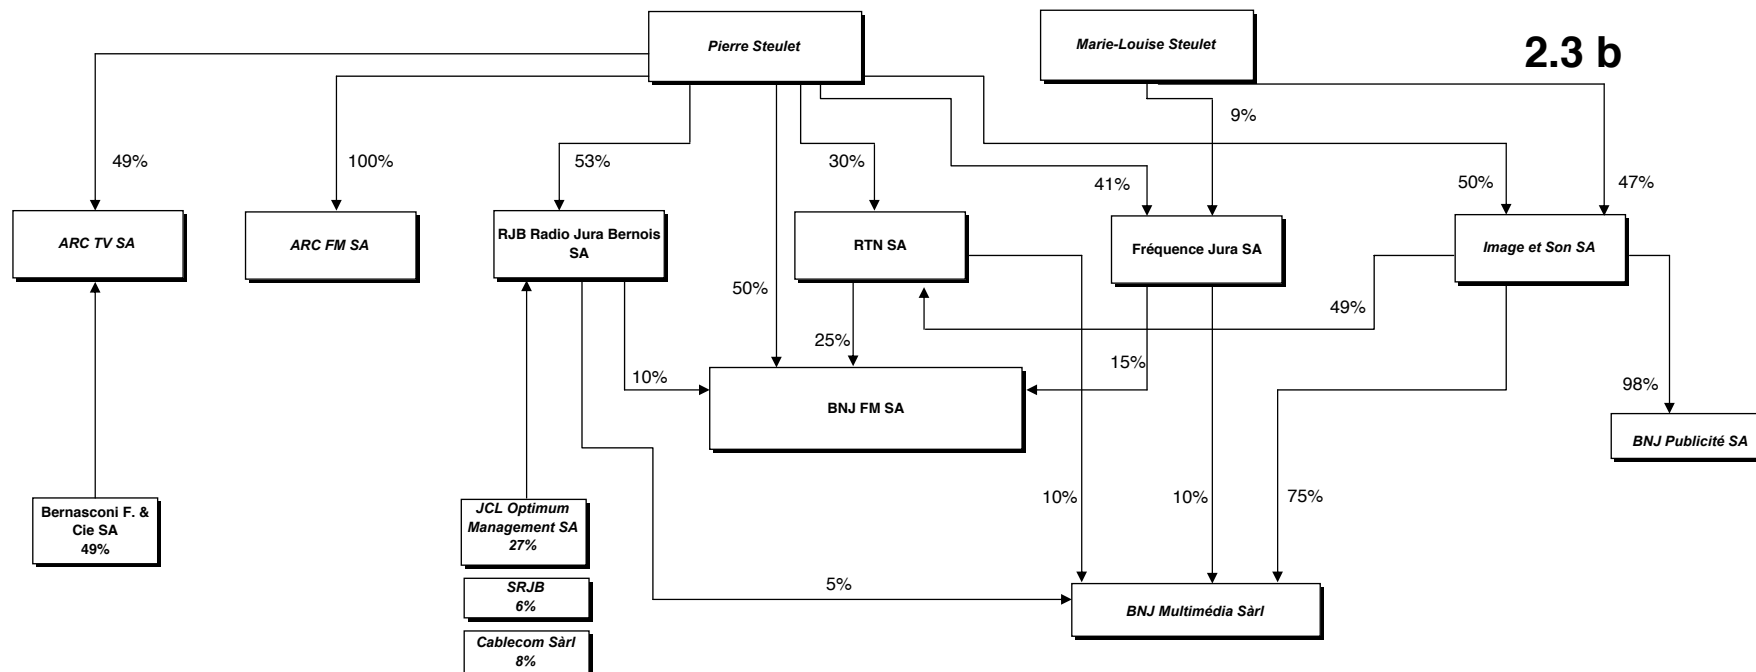 Pierre Steulet
Marie-Louise Steulet
2.3 b
9%
49%
100%
53%
30%
41%
50%
47%
ARC TV SA
ARC FM SA
RJB Radio Jura Bernois
SA
RTN SA
Fréquence Jura SA
Image et Son SA
50%
49%
25%
15%
10%
98%
BNJ FM SA
BNJ Publicité SA
Bernasconi F. &
Cie SA
49%
JCL Optimum
Management SA
27%
10%
10%
75%
SRJB
6%
5%
BNJ Multimédia Sàrl
Cablecom Sàrl
8%